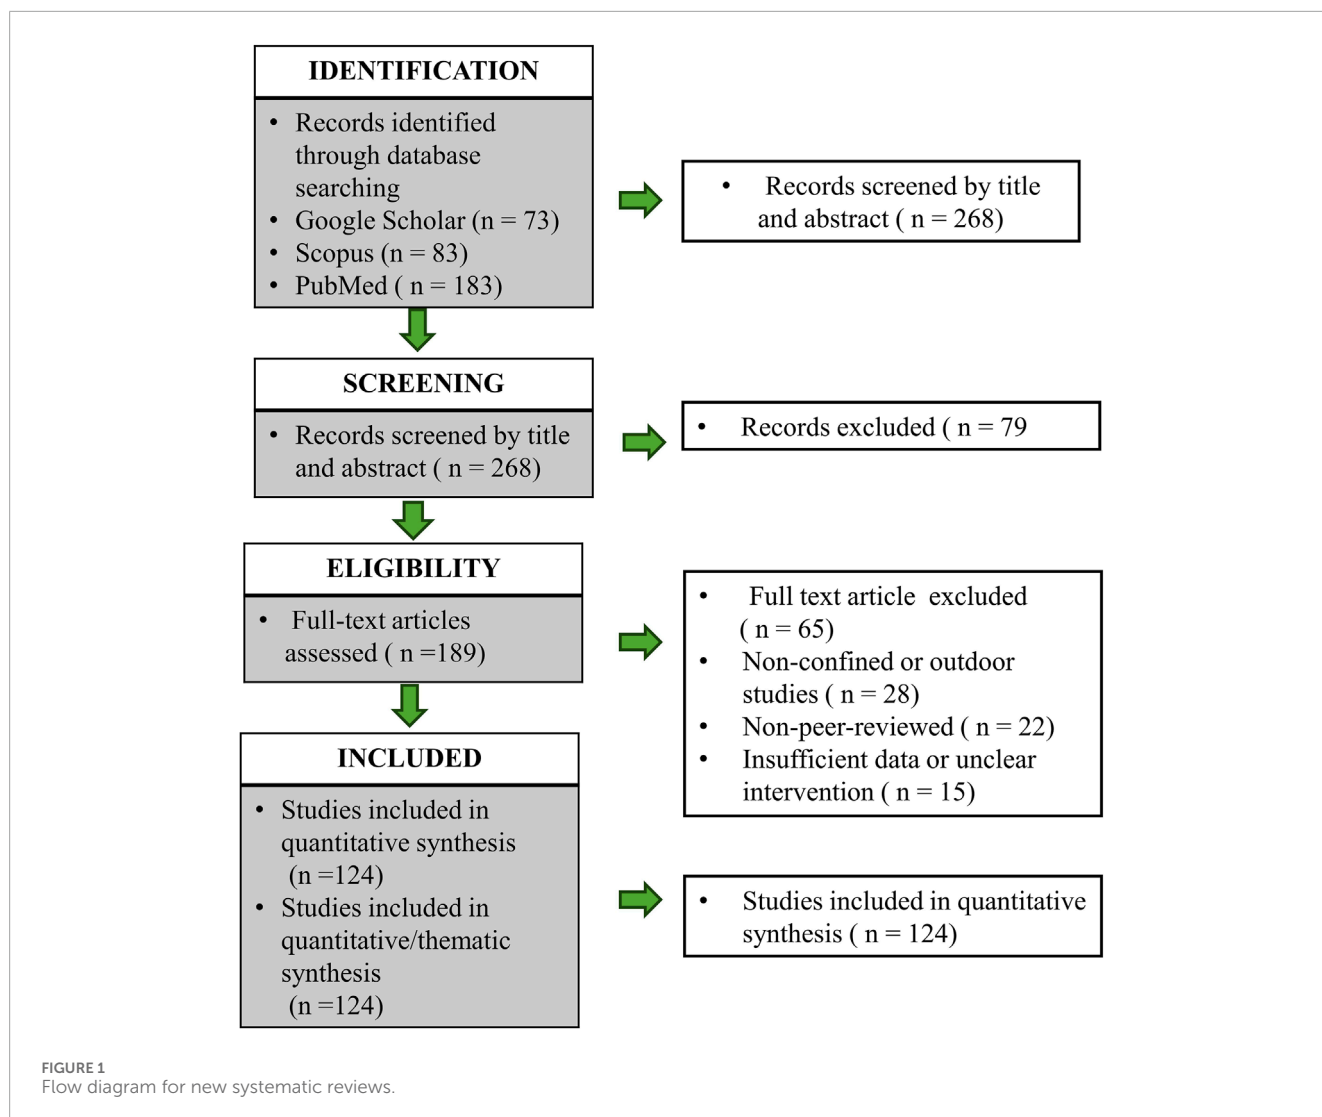 IDENTIFICATION
• Records identified
through database
searching
• Google Scholar (n = 73)
• Scopus (n = 83)
• PubMed ( n = 183)
• Records screened by title
and abstract ( n = 268)
SCREENING
• Records screened by title
and abstract ( n = 268)
• Records excluded ( n = 79
ELIGIBILITY
• Full-text articles
assessed ( n =189)
• Full text article excluded
( n = 65)
• Non-confined or outdoor
studies ( n = 28)
• Non-peer-reviewed ( n = 22)
• Insufficient data or unclear
intervention ( n = 15)
INCLUDED
• Studies included in
quantitative synthesis
(n =124)
• Studies included in
quantitative/thematic
synthesis
(n =124)
• Studies included in quantitative
synthesis ( n = 124)
FIGURE 1
Flow diagram for new systematic reviews.